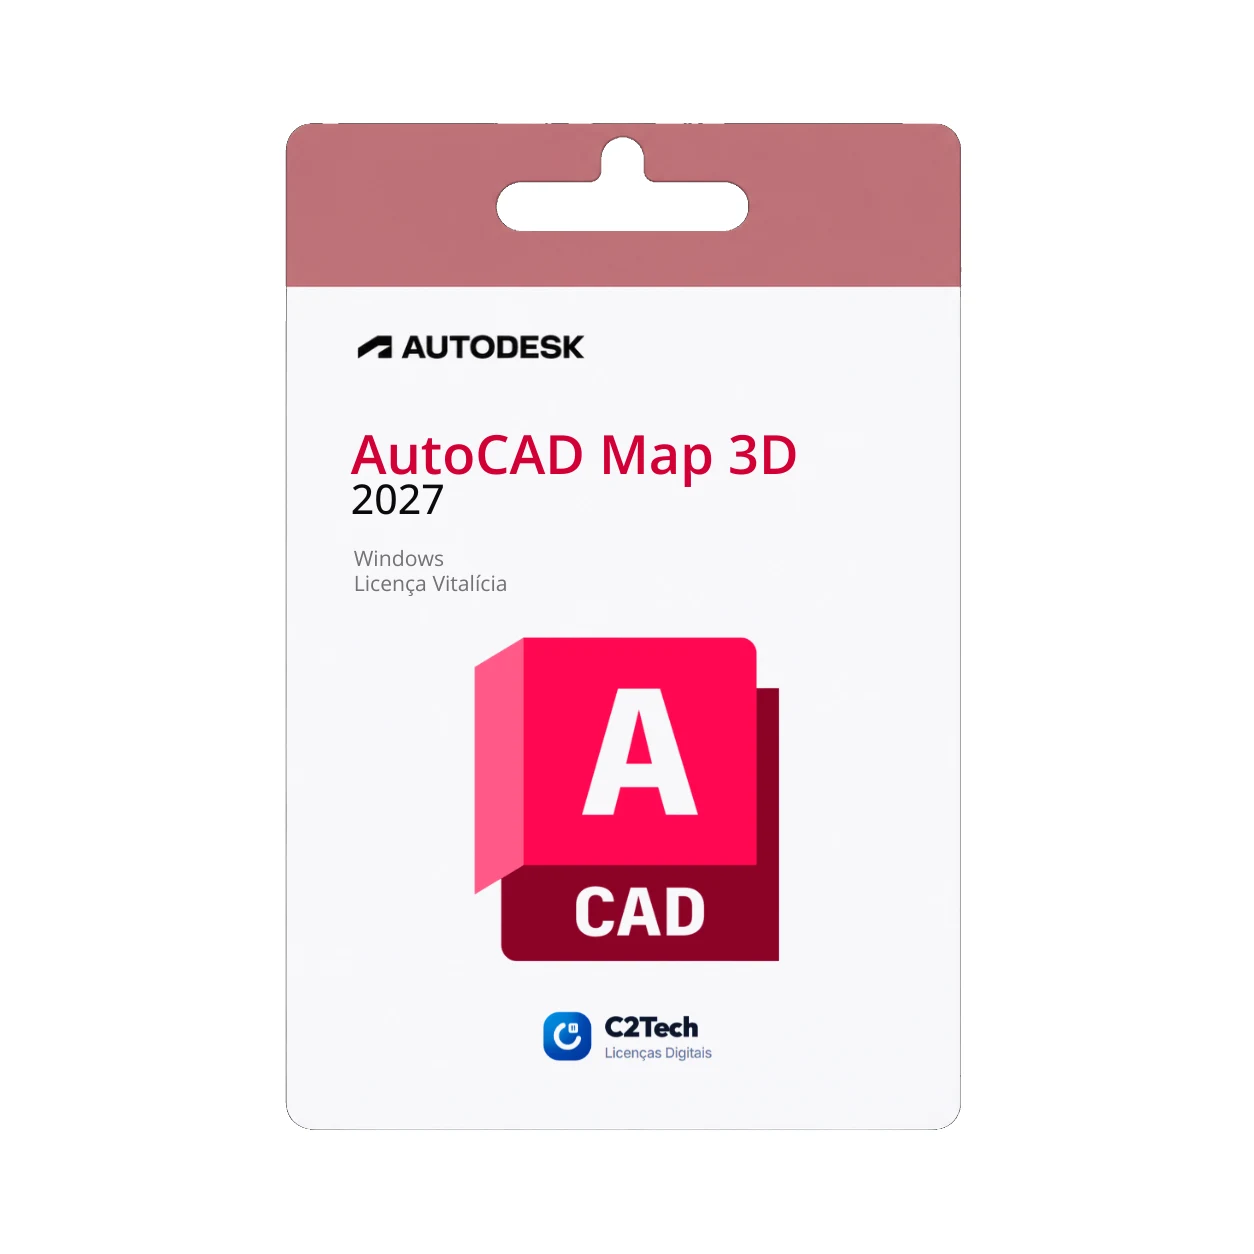 AUTODESK
AutoCAD Map 3D
2027
Windows
Licença Vitalícia
A
CAD
C2Tech
Licenças Digitais